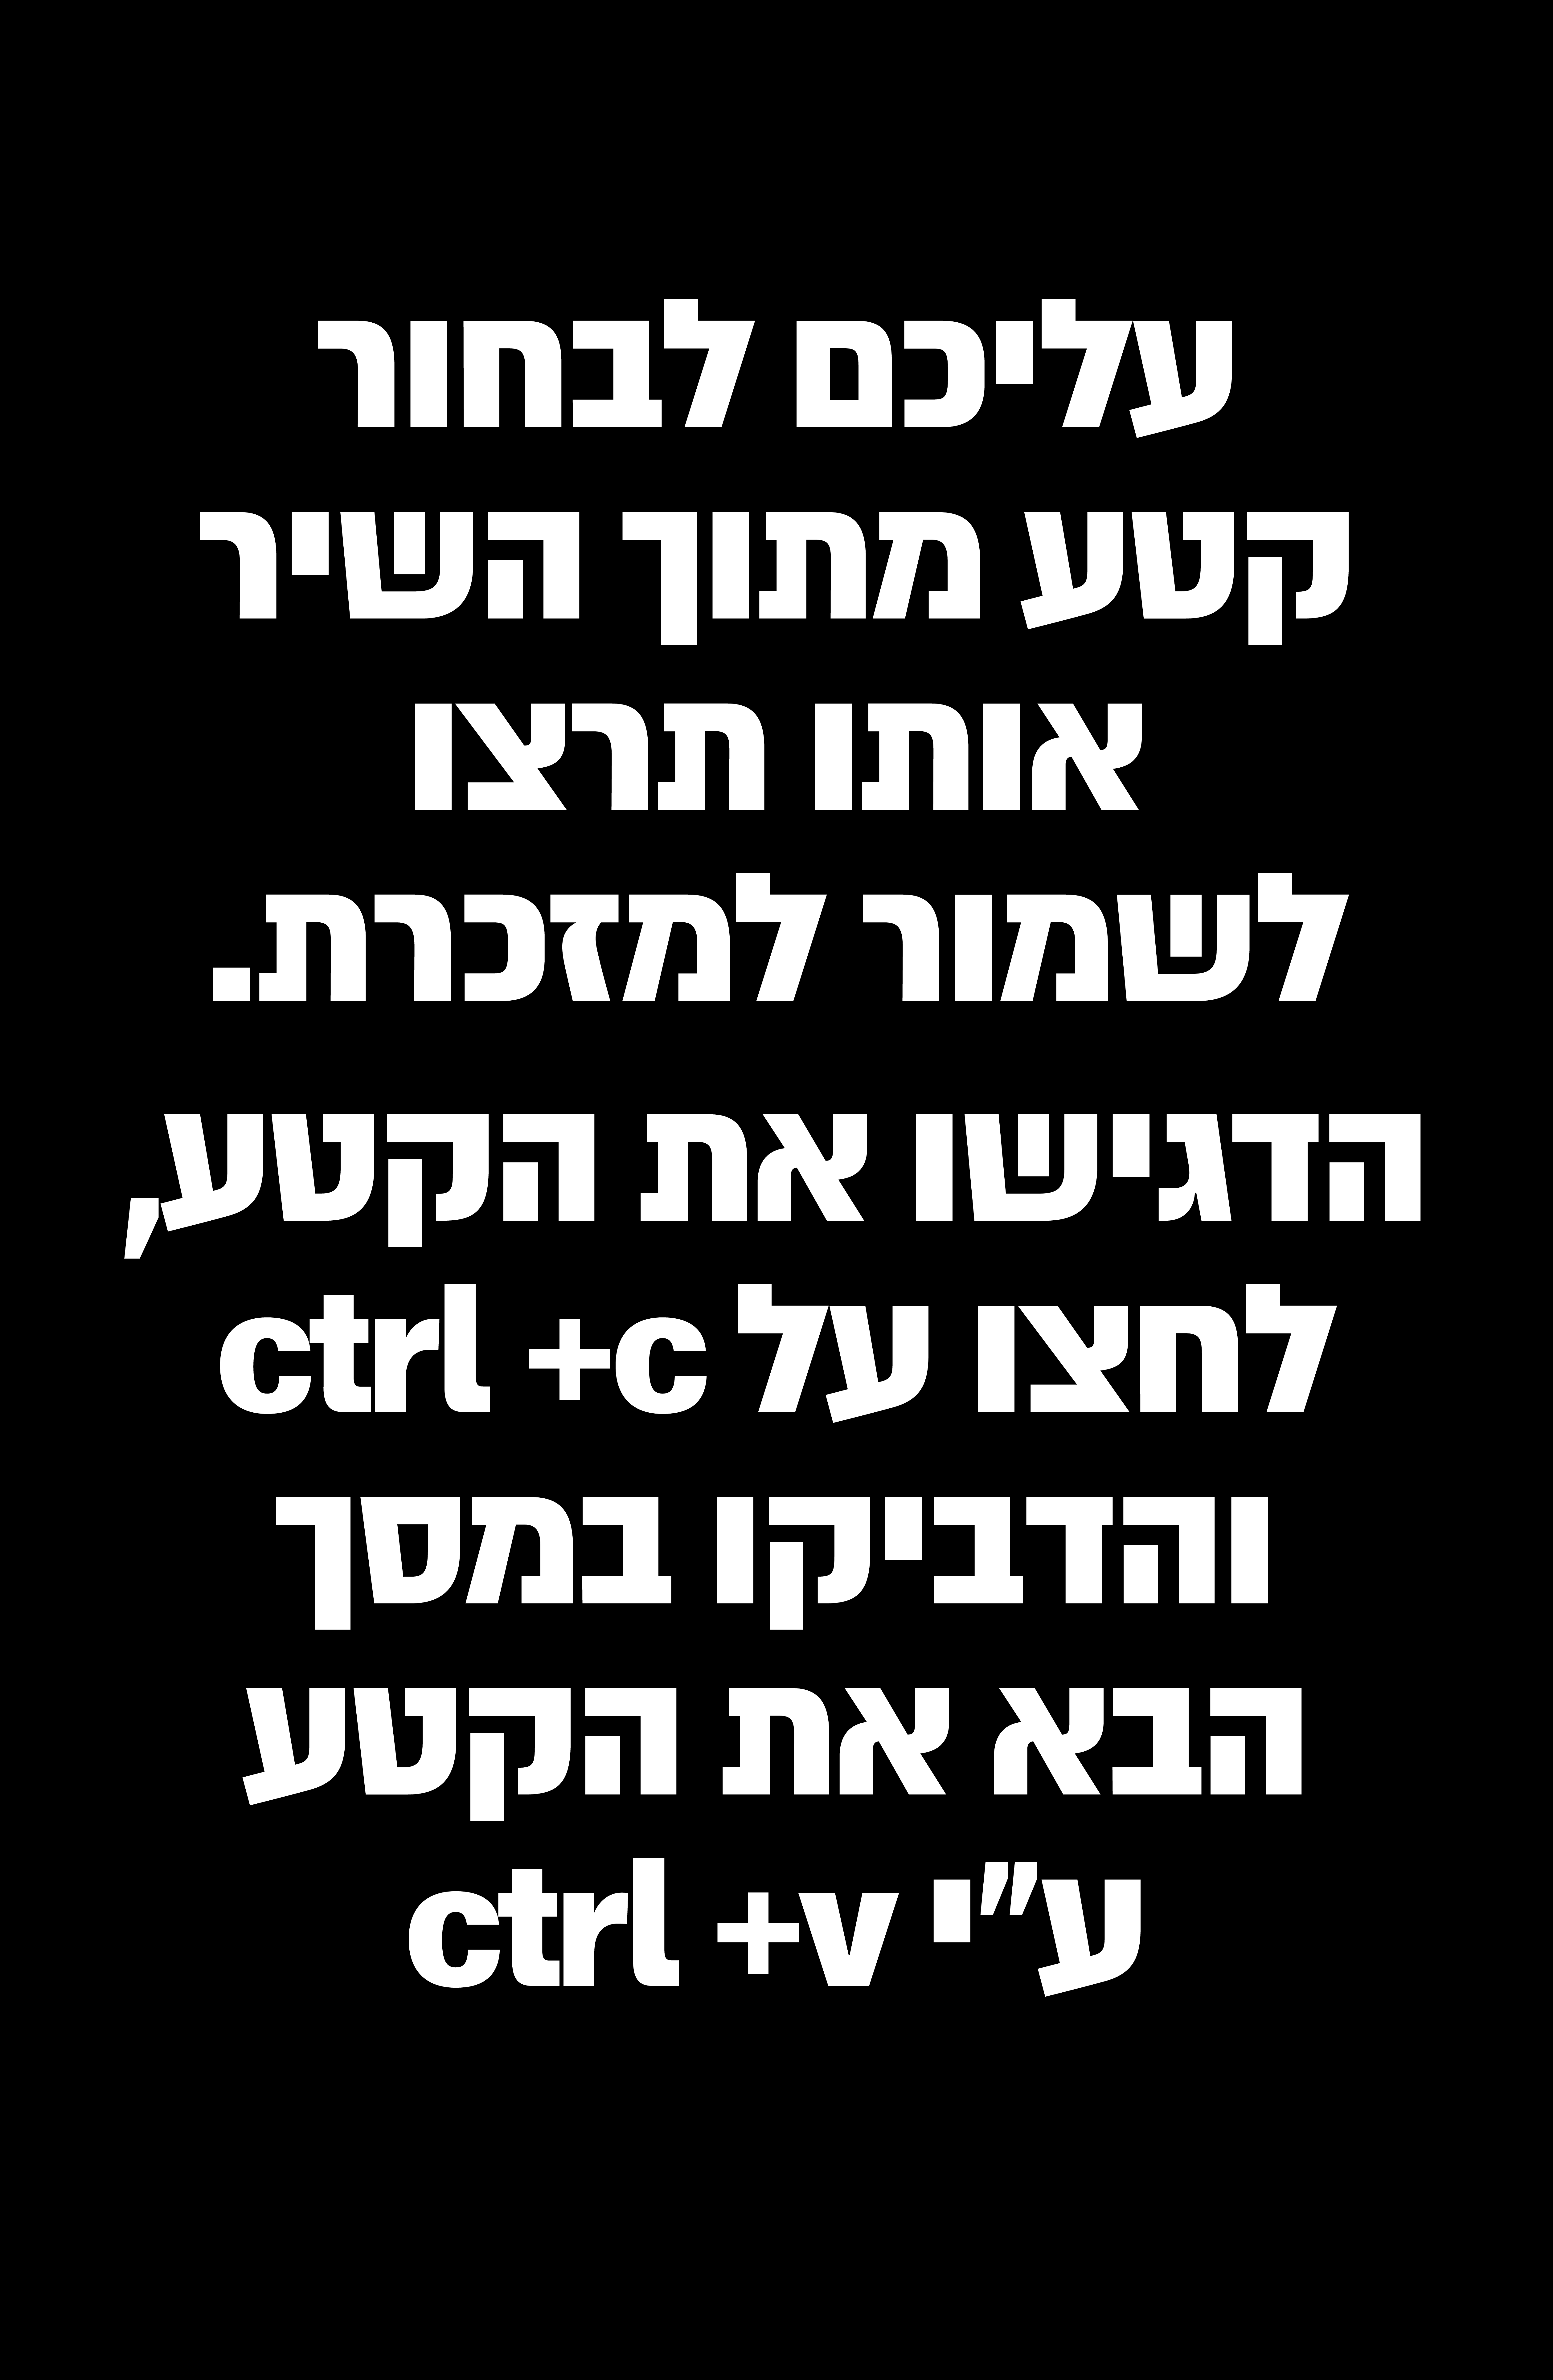 עליכם לבחור
קטע מתוך השיר
אותו תרצו
לשמור למזכרת.
הדגישו את הקטע,
לחצו על ctrl +c
והדביקו במסך
הבא את הקטע
ע״י ctrl +v